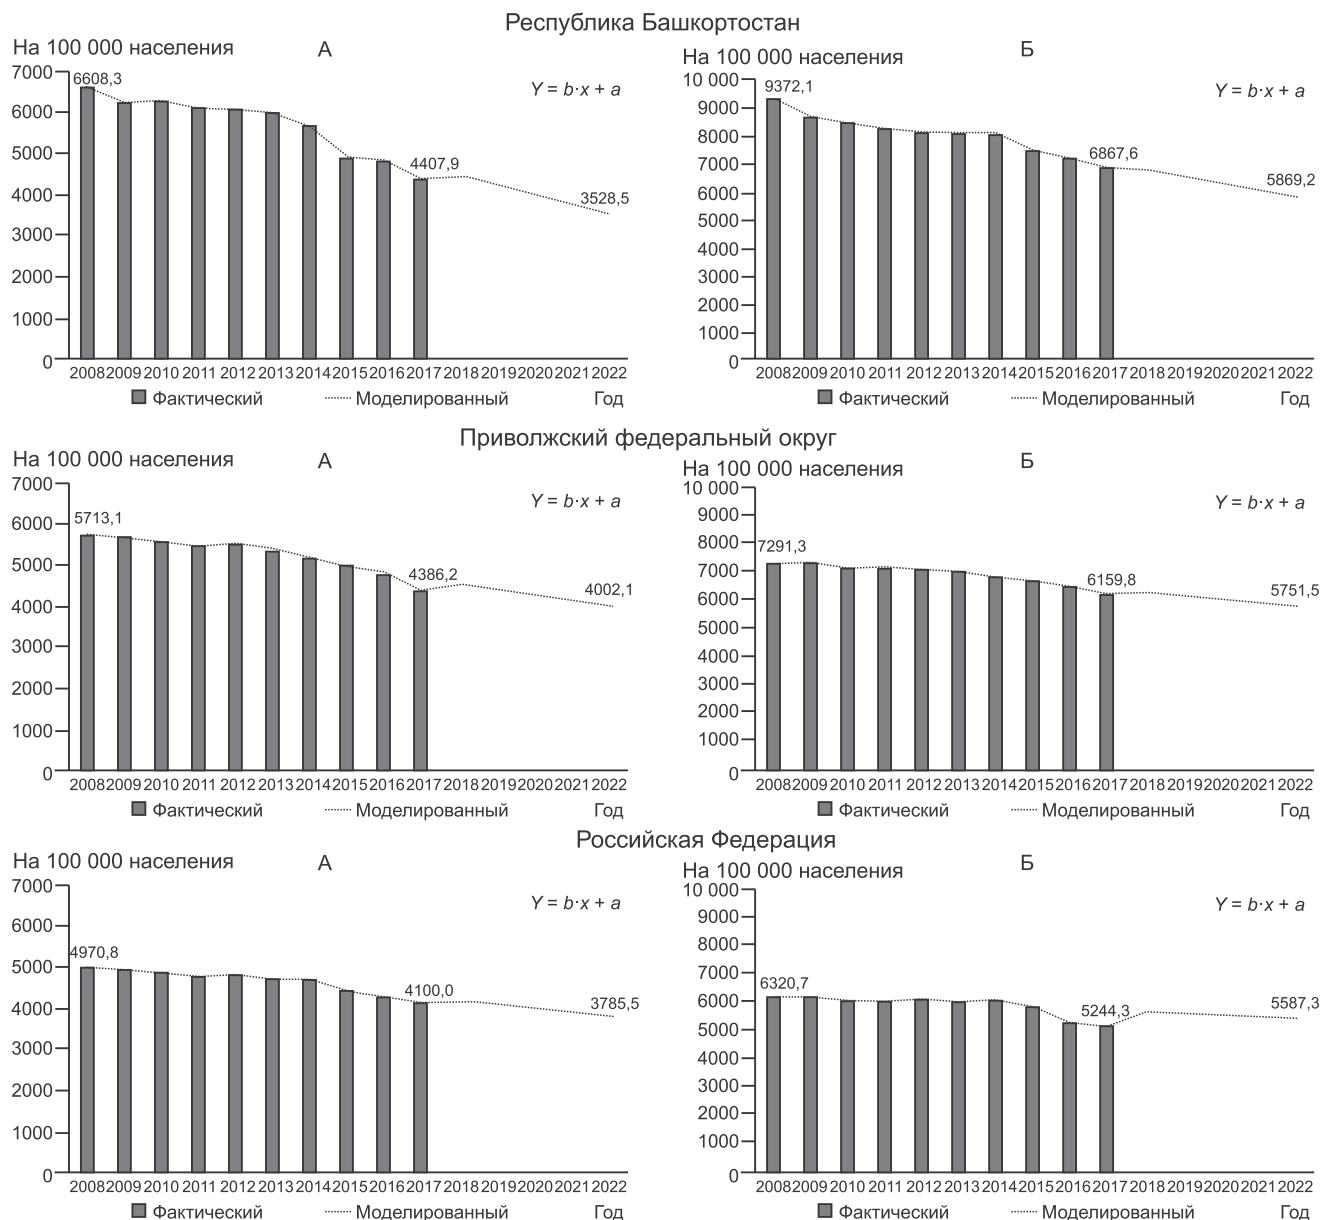 Республика Башкортостан
На 100 000 населения
А
7000
6000
5000
4000
3000
2000
1000
0
6608,3
4407,9
3528,5
Y = b·x + a
2008 2009 2010 2011 2012 2013 2014 2015 2016 2017 2018 2019 2020 2021 2022
Фактический Моделированный Год
На 100 000 населения
Б
10 000
9000
8000
7000
6000
5000
4000
3000
2000
1000
0
9372,1
6867,6
5869,2
Y = b·x + a
2008 2009 2010 2011 2012 2013 2014 2015 2016 2017 2018 2019 2020 2021 2022
Фактический Моделированный Год
Приволжский федеральный округ
На 100 000 населения
А
7000
6000
5000
4000
3000
2000
1000
0
5713,1
4386,2
4002,1
Y = b·x + a
2008 2009 2010 2011 2012 2013 2014 2015 2016 2017 2018 2019 2020 2021 2022
Фактический Моделированный Год
На 100 000 населения
Б
10 000
9000
8000
7000
6000
5000
4000
3000
2000
1000
0
7291,3
6159,8
5751,5
Y = b·x + a
2008 2009 2010 2011 2012 2013 2014 2015 2016 2017 2018 2019 2020 2021 2022
Фактический Моделированный Год
Российская Федерация
На 100 000 населения
А
7000
6000
5000
4000
3000
2000
1000
0
4970,8
4100,0
3785,5
Y = b·x + a
2008 2009 2010 2011 2012 2013 2014 2015 2016 2017 2018 2019 2020 2021 2022
Фактический Моделированный Год
На 100 000 населения
Б
10 000
9000
8000
7000
6000
5000
4000
3000
2000
1000
0
6320,7
5244,3
5587,3
Y = b·x + a
2008 2009 2010 2011 2012 2013 2014 2015 2016 2017 2018 2019 2020 2021 2022
Фактический Моделированный Год